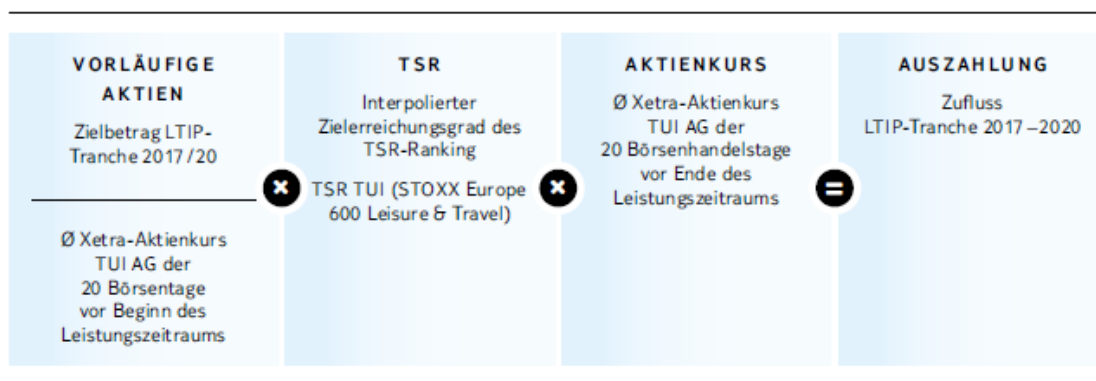 VORLÄUFIGE
AKTIEN
Zielbetrag LTIP-
Tranche 2017/20
Ø Xetra-Aktienkurs
TUI AG der
20 Börsentage
vor Beginn des
Leistungszeitraums
×
TSR
Interpolierter
Zielerreichungsgrad des
TSR-Ranking
TSR TUI (STOXX Europe
600 Leisure & Travel)
×
AKTIENKURS
Ø Xetra-Aktienkurs
TUI AG der
20 Börsenhandelstage
vor Ende des
Leistungszeitraums
=
AUSZAHLUNG
Zufluss
LTIP-Tranche 2017–2020